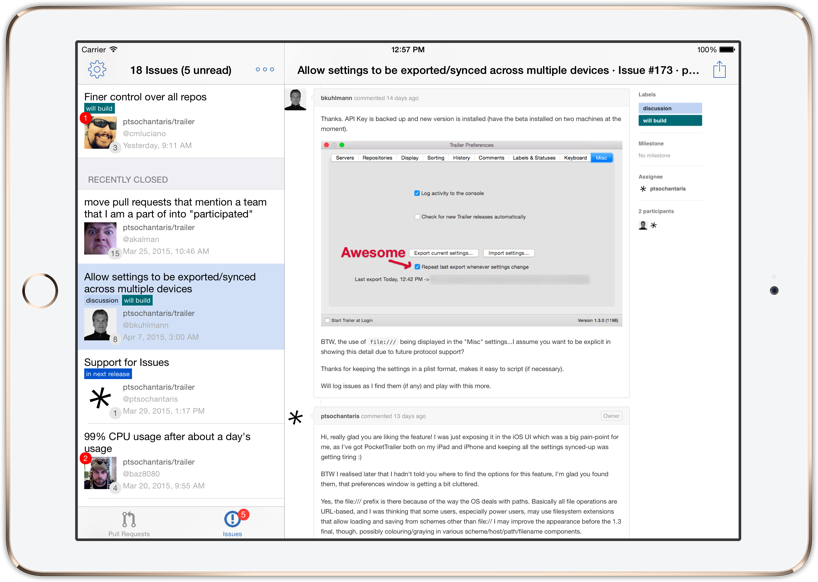 Carrier
12:57 PM
100%
18 Issues (5 unread)
Allow settings to be exported/synced across multiple devices · Issue #173 · p...
Finer control over all repos
will build
1
ptsochantaris/trailer
@cmluciano
3
Yesterday, 9:11 AM
RECENTLY CLOSED
move pull requests that mention a team
that I am a part of into "participated"
ptsochantaris/trailer
@akalman
15
Mar 25, 2015, 10:46 AM
Allow settings to be exported/synced
across multiple devices
discussion will build
ptsochantaris/trailer
@bkuhlmann
8
Apr 7, 2015, 3:00 AM
Support for Issues
in next release
ptsochantaris/trailer
@ptsochantaris
1
Mar 29, 2015, 1:17 PM
99% CPU usage after about a day's
usage
2
ptsochantaris/trailer
@baz8080
4
Mar 20, 2015, 9:55 AM
Pull Requests
5
Issues
bkuhlmann commented 14 days ago
Thanks. API Key is backed up and new version is installed (have the beta installed on two machines at the
moment).
Trailer Preferences
Servers Repositories Display Sorting History Comments Labels & Statuses Keyboard Misc
Log activity to the console
Check for new Trailer releases automatically
Awesome
Export current settings... Import settings...
Repeat last export whenever settings change
Last export Today, 12:42 PM ->
Start Trailer at Login
Version 1.3.0 (1198)
BTW, the use of file:/// being displayed in the "Misc" settings...I assume you want to be explicit in
showing this detail due to future protocol support?
Thanks for keeping the settings in a plist format, makes it easy to script (if necessary).
Will log issues as I find them (if any) and play with this more.
ptsochantaris commented 13 days ago
Owner
Hi, really glad you are liking the feature! I was just exposing it in the iOS UI which was a big pain-point for
me, as I've got PocketTrailer both on my iPad and iPhone and keeping all the settings synced-up was
getting tiring :)
BTW I realised later that I hadn't told you where to find the options for this feature, I'm glad you found
them, that preferences window is getting a bit cluttered.
Yes, the file:/// prefix is there because of the way the OS deals with paths. Basically all file operations are
URL-based, and I was thinking that some users, especially power users, may use filesystem extensions
that allow loading and saving from schemes other than file:// I may improve the appearance before the 1.3
final, though, possibly colouring/graying in various scheme/host/path/filename components.
Labels
discussion
will build
Milestone
No milestone
Assignee
ptsochantaris
2 participants